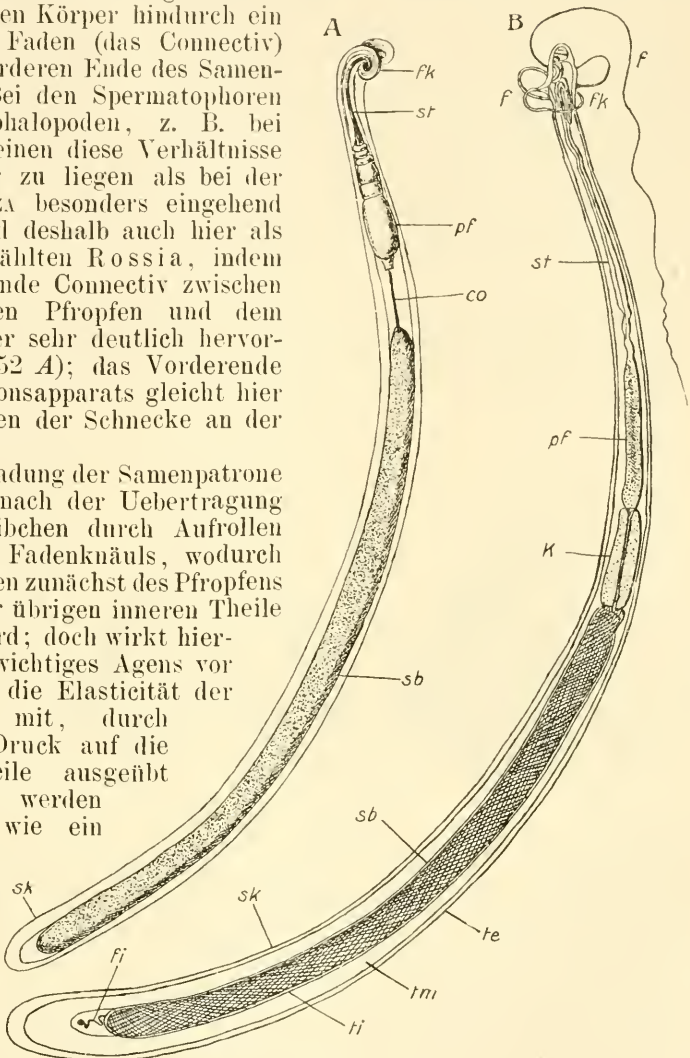 en Körper hindurch ein
Faden (das Connectiv)
rderen Ende des Samen-
Bei den Spermatophoren
phalopoden, z. B. bei
einen diese Verhältnisse
zu liegen als bei der
ZA besonders eingehend
l deshalb auch hier als
ählten Rossia, indem
nde Connectiv zwischen
en Pfropfen und dem
er sehr deutlich hervor-
52 A); das Vorderende
onsapparats gleicht hier
en der Schnecke an der
ndung der Samenpatrone
nach der Uebertragung
ibchen durch Aufrollen
Fadenknäuls, wodurch
en zunächst des Pfropfens
r übrigen inneren Theile
rd; doch wirkt hier-
wichtiges Agens vor
die Elasticität der
mit, durch
Druck auf die
eile ausgeübt
werden
wie ein
A
fk
st
pf
co
sb
sk
B
f
f
fk
st
pf
K
sb
sk
te
tm
ti
fi